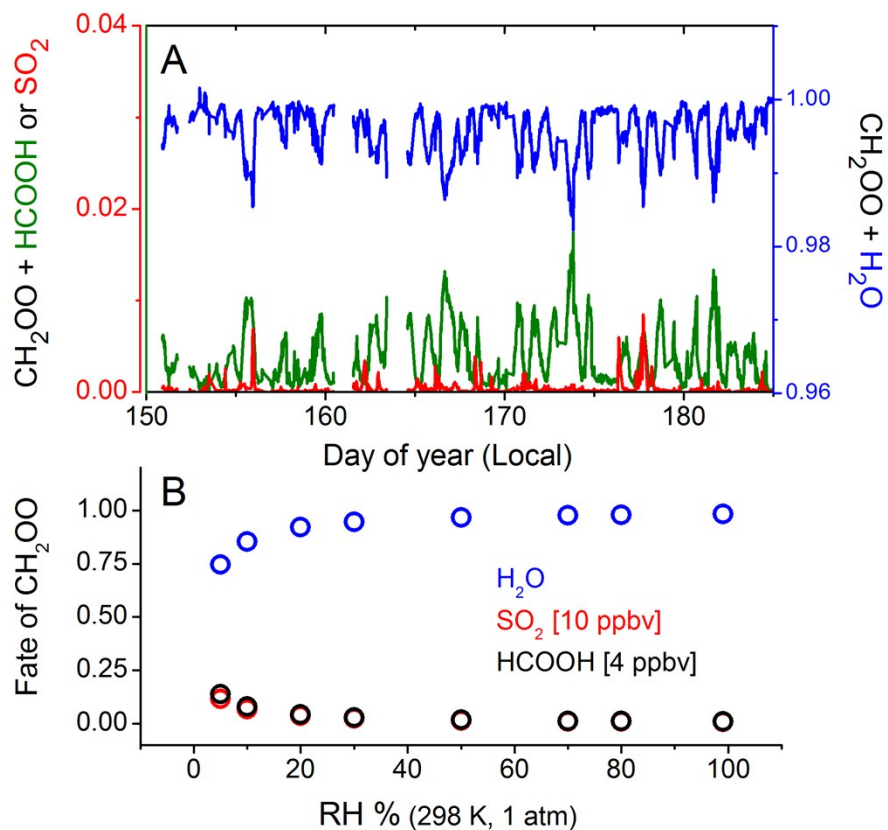 A
CH₂OO + HCOOH or SO₂
0.04
0.02
0.00
1.00
0.98
0.96
CH₂OO + H₂O
150 160 170 180
Day of year (Local)
B
Fate of CH₂OO
1.00
0.75
0.50
0.25
0.00
H₂O
SO₂ [10 ppbv]
HCOOH [4 ppbv]
0 20 40 60 80 100
RH % (298 K, 1 atm)